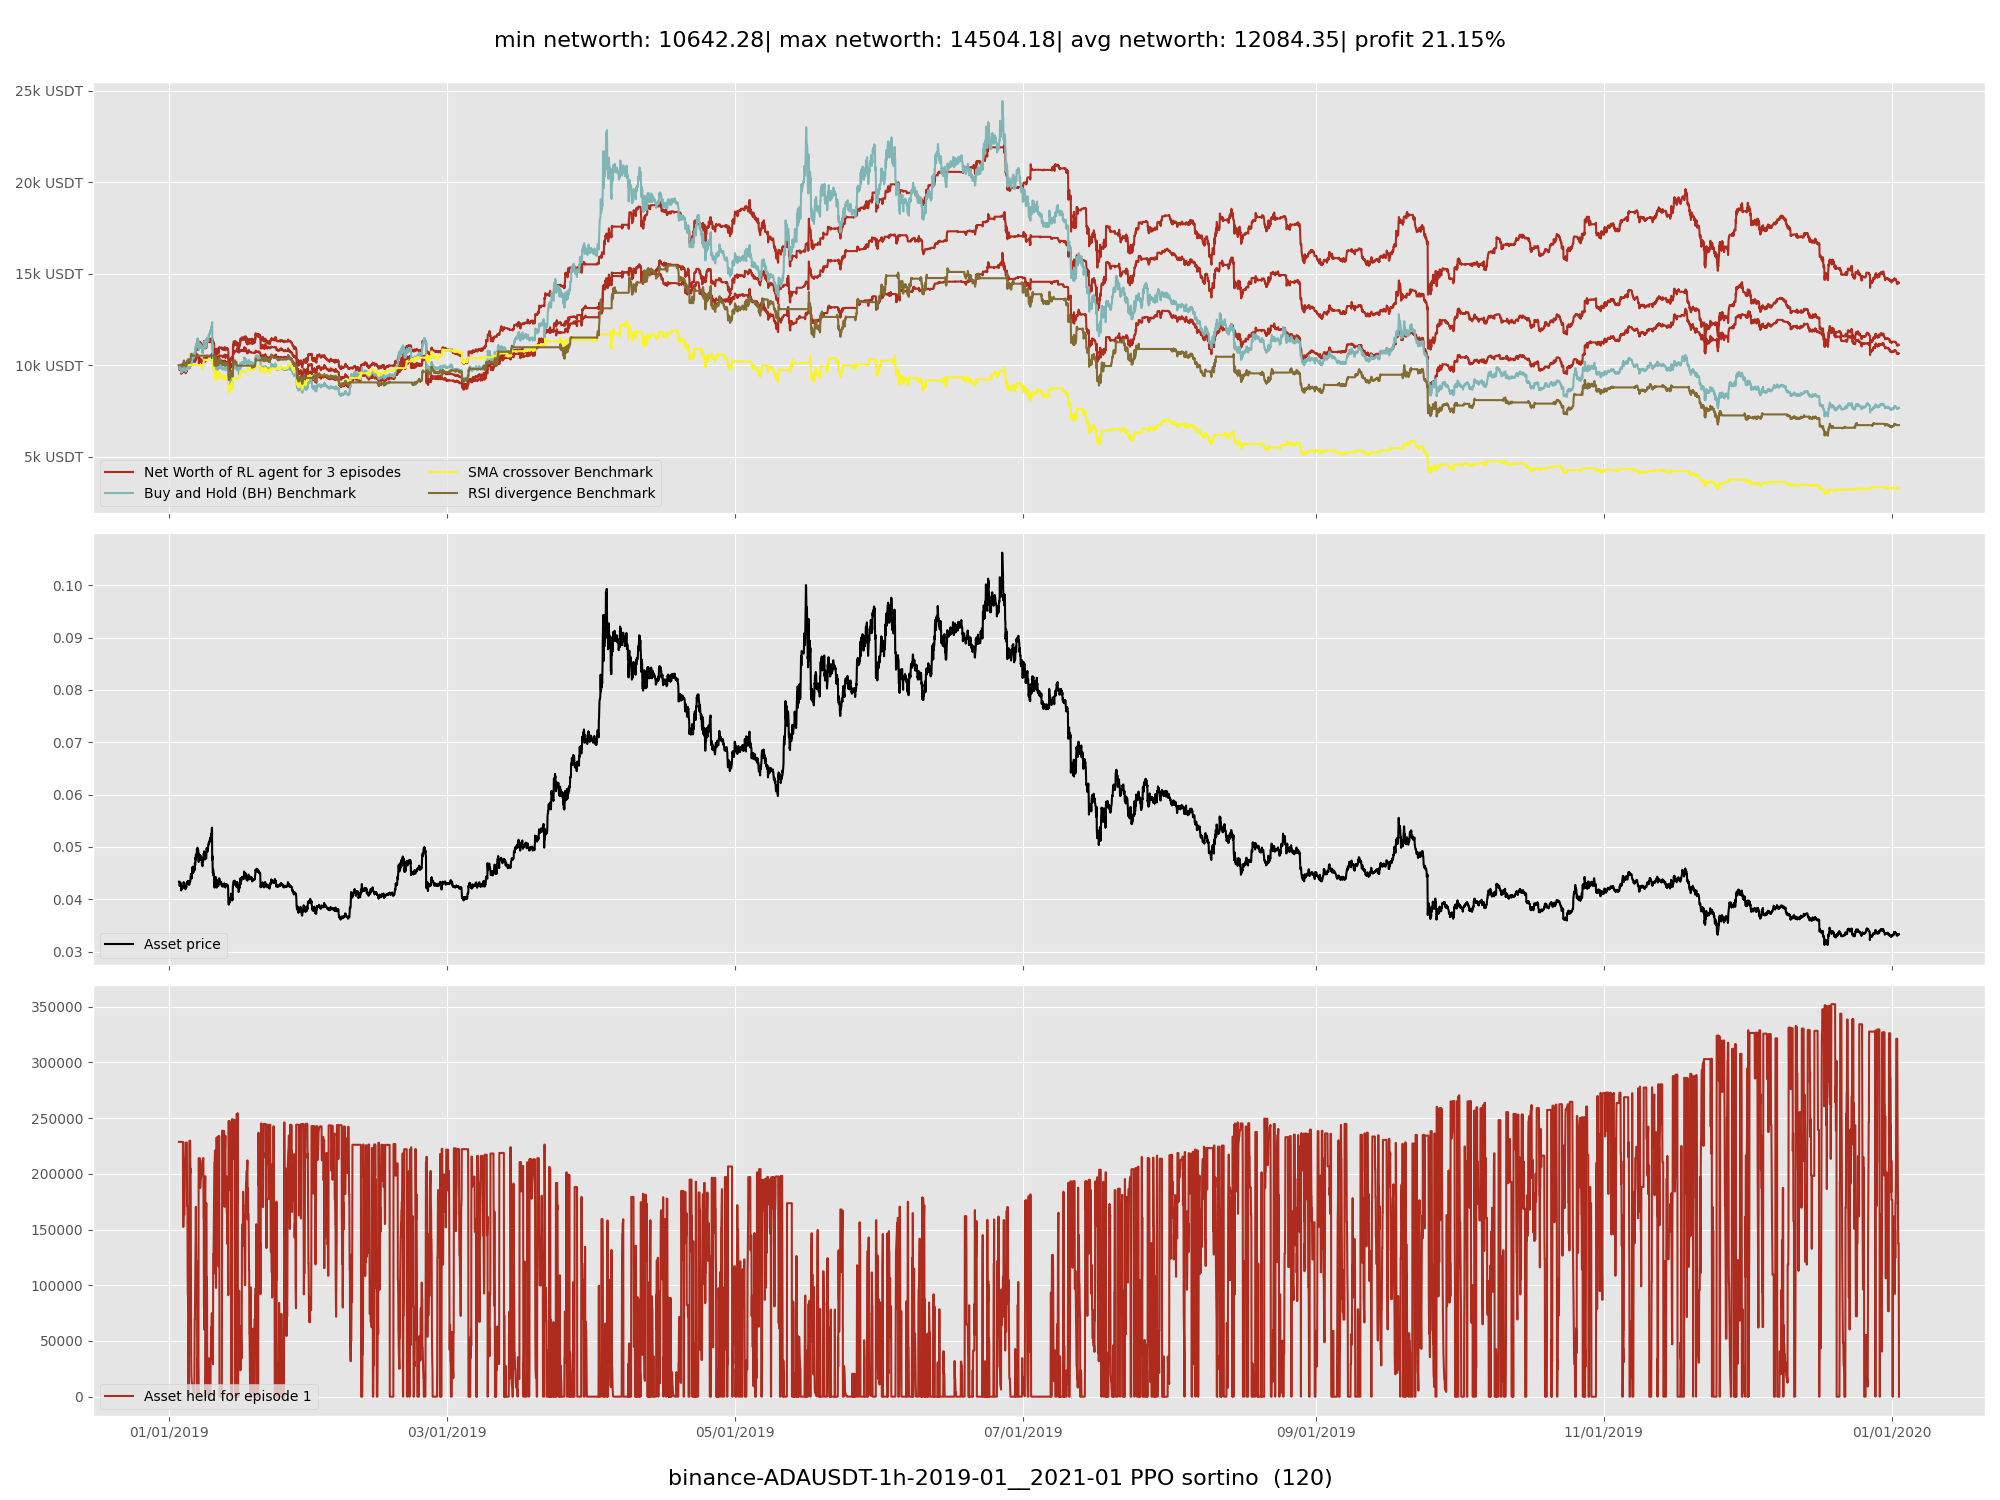 min networth: 10642.28| max networth: 14504.18| avg networth: 12084.35| profit 21.15%
25k USDT
20k USDT
15k USDT
10k USDT
5k USDT
Net Worth of RL agent for 3 episodes
Buy and Hold (BH) Benchmark
SMA crossover Benchmark
RSI divergence Benchmark
0.10
0.09
0.08
0.07
0.06
0.05
0.04
0.03
Asset price
350000
300000
250000
200000
150000
100000
50000
0
Asset held for episode 1
01/01/2019 03/01/2019 05/01/2019 07/01/2019 09/01/2019 11/01/2019 01/01/2020
binance-ADAUSDT-1h-2019-01__2021-01 PPO sortino (120)